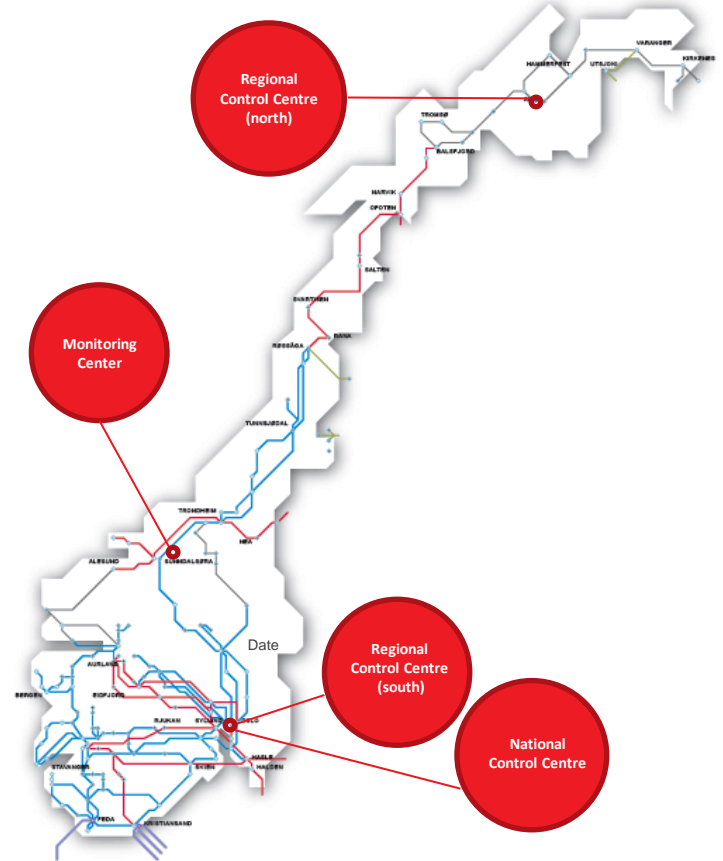 Regional
Control Centre
(north)
VARANGER
HAMMERFEST
UTSJOKI
KIRKENES
TROMSØ
BALSFJORD
NARVIK
OFOTEN
SALTEN
SVARTISEN
RANA
RØSSÅGA
Monitoring
Center
TUNNSJØDAL
TRONDHEIM
NEA
ÅLESUND
SUNNDALSØRA
Date
Regional
Control Centre
(south)
AURLAND
BERGEN
EIDFJORD
RJUKAN
SYLLING
OSLO
National
Control Centre
HASLE
HALDEN
SKIEN
STAVANGER
FEDA
KRISTIANSAND